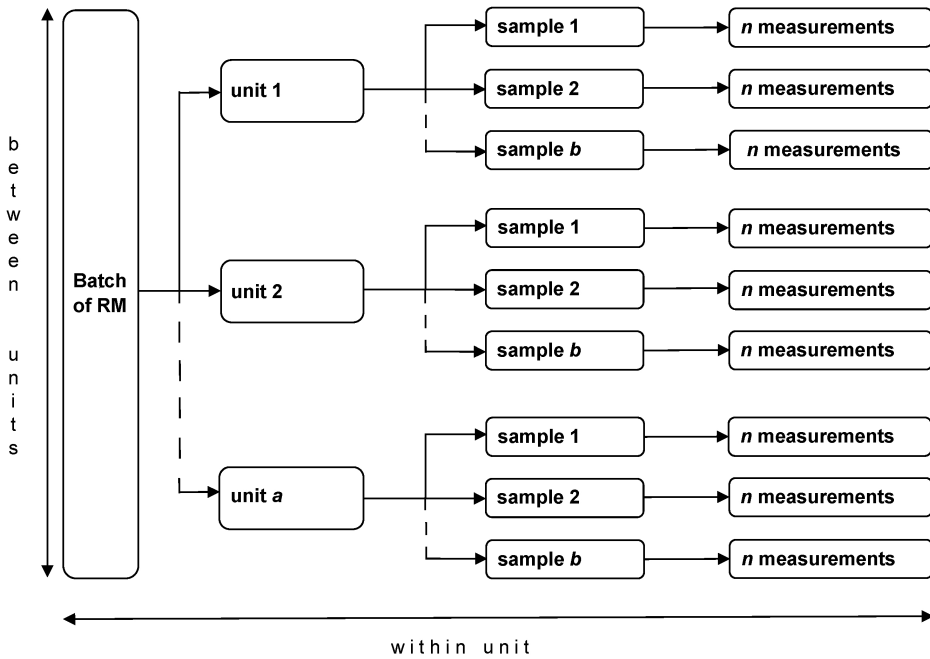 between units
Batch
of RM
unit 1
sample 1
n measurements
sample 2
n measurements
sample b
n measurements
unit 2
sample 1
n measurements
sample 2
n measurements
sample b
n measurements
unit a
sample 1
n measurements
sample 2
n measurements
sample b
n measurements
within unit